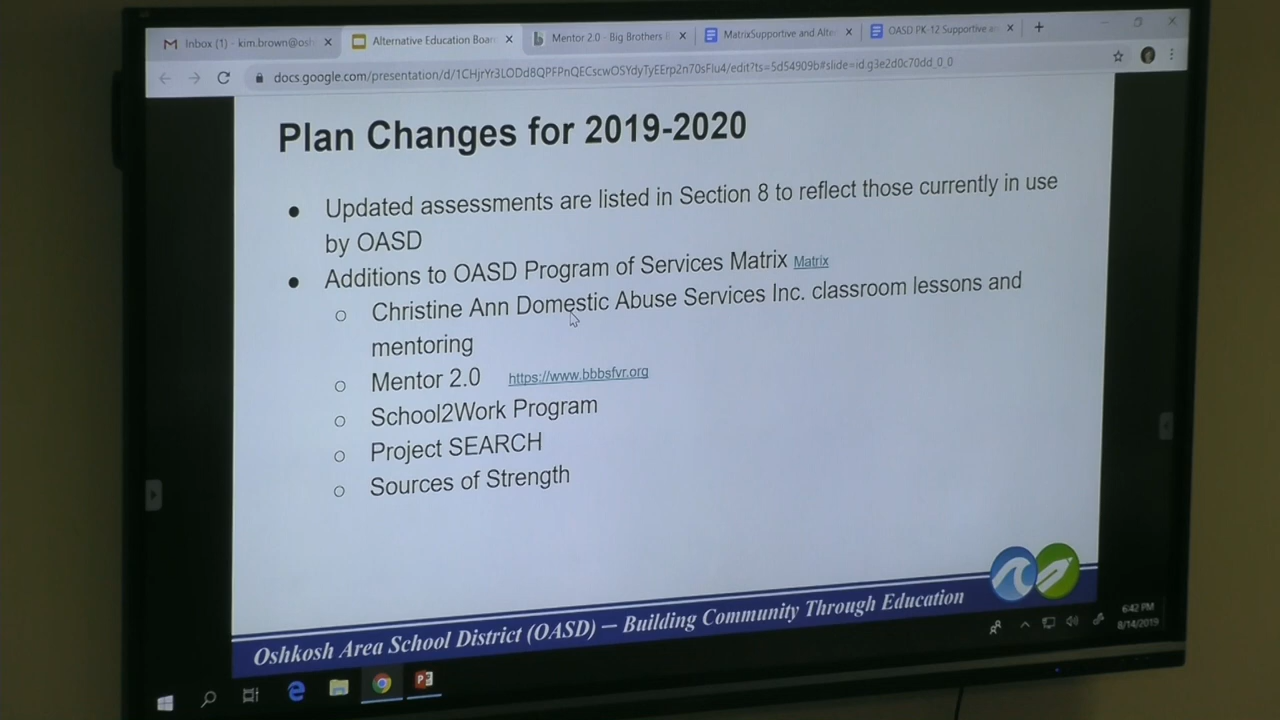 Inbox (1) - kim.brown@osh
Alternative Education Boar
Mentor 2.0 - Big Brothers
MatrixSupportive and Alte
OASD PK-12 Supportive a
docs.google.com/presentation/d/1CHjrYr3LODd8QPFPnQECscwOSYdyTyEErp2n70sFlu4/edit?ts=5d54909b#slide=id.g3e2d0c70dd_0_0
Plan Changes for 2019-2020
● Updated assessments are listed in Section 8 to reflect those currently in use
by OASD
● Additions to OASD Program of Services Matrix Matrix
○ Christine Ann Domestic Abuse Services Inc. classroom lessons and
mentoring
○ Mentor 2.0 https://www.bbbsfvr.org
○ School2Work Program
○ Project SEARCH
○ Sources of Strength
Oshkosh Area School District (OASD) — Building Community Through Education
6:42 PM
8/14/2019